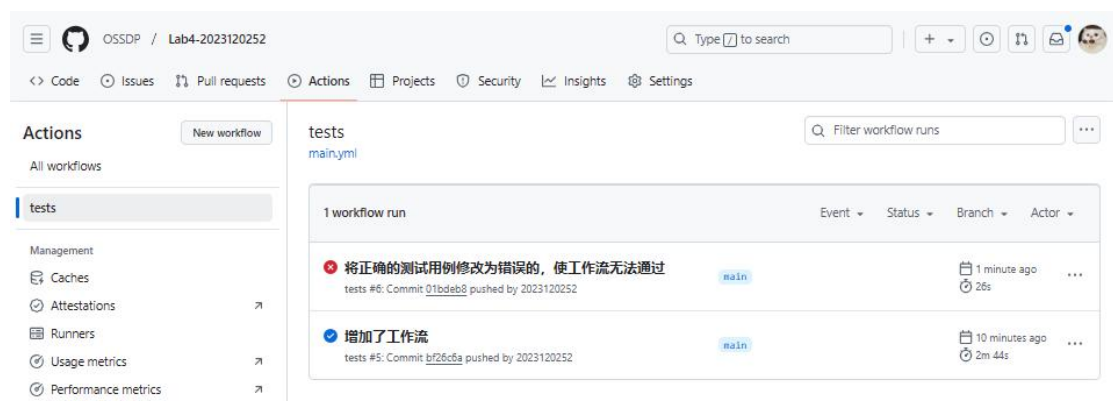 OSSDP / Lab4-2023120252
Type / to search
Code Issues Pull requests Actions Projects Security Insights Settings
Actions
New workflow
All workflows
tests
Management
Caches
Attestations
Runners
Usage metrics
Performance metrics
tests
main.yml
Filter workflow runs
1 workflow run
Event Status Branch Actor
将正确的测试用例修改为错误的，使工作流无法通过
tests #6: Commit 01bdeb8 pushed by 2023120252
main
1 minute ago
26s
增加了工作流
tests #5: Commit bf26c6a pushed by 2023120252
main
10 minutes ago
2m 44s